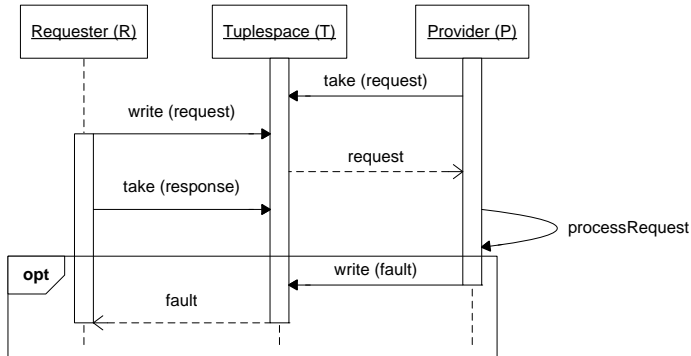 Requester (R)
Tuplespace (T)
Provider (P)
take (request)
write (request)
request
take (response)
processRequest
opt
write (fault)
fault